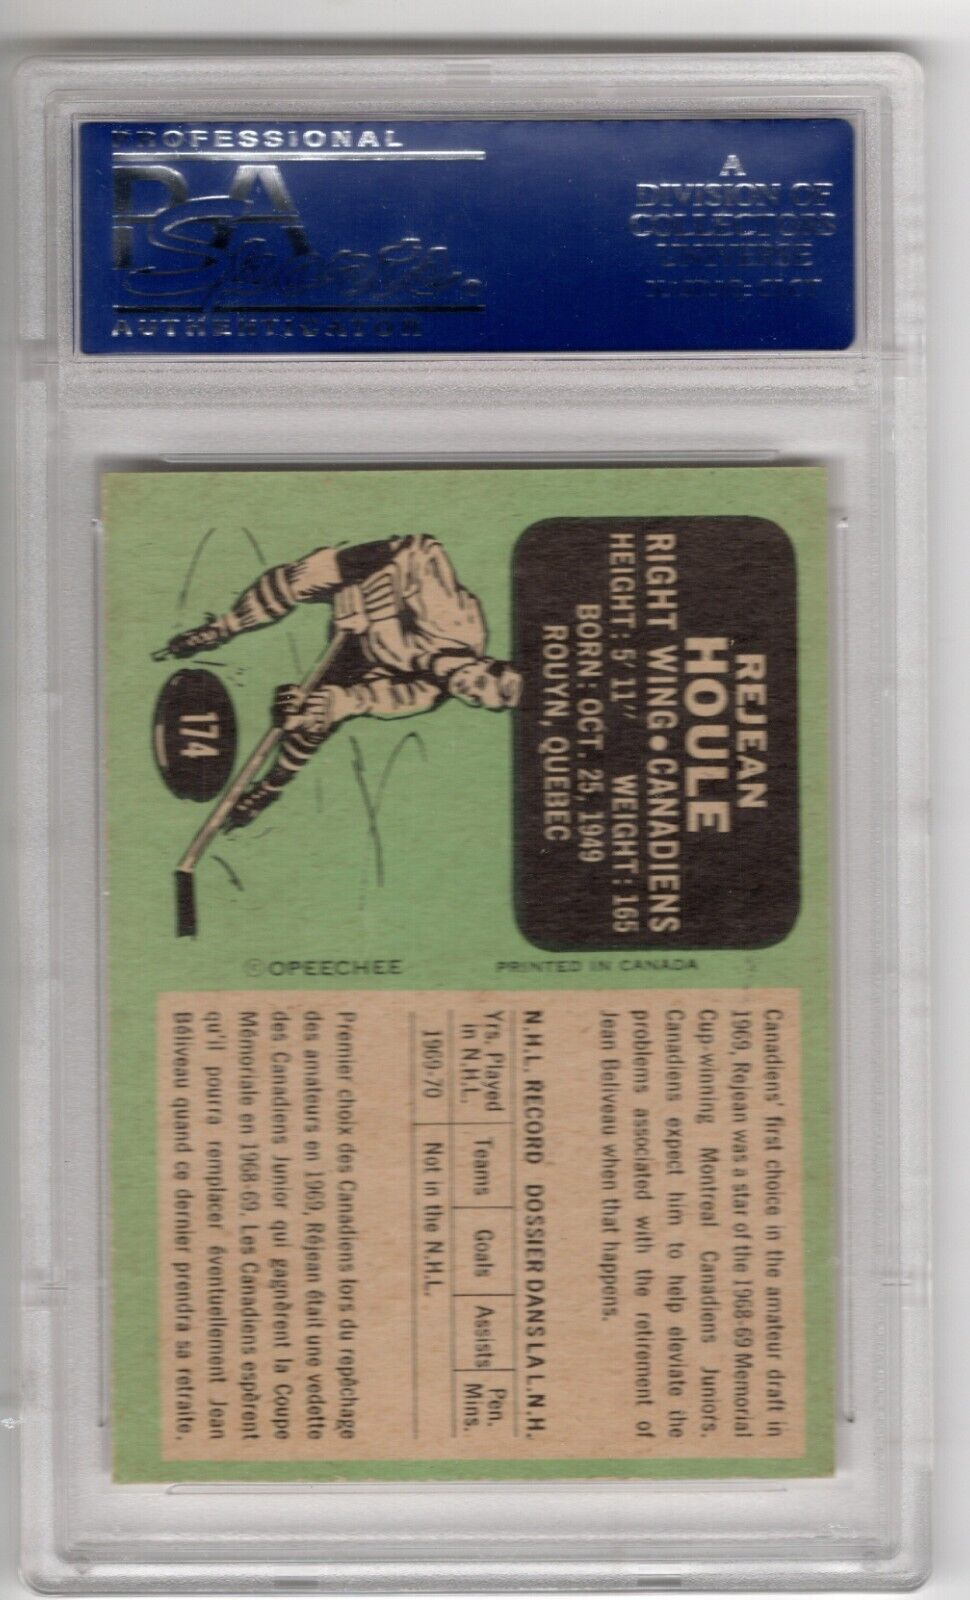 PROFESSIONAL
PSA
Sports
AUTHENTICATOR
A
DIVISION OF
COLLECTORS
UNIVERSE
NASDAQ: CLCT
REJEAN
HOULE
RIGHT WING•CANADIENS
HEIGHT: 5' 11" WEIGHT: 165
BORN: OCT. 25, 1949
ROUYN, QUEBEC
174
© OPEECHEE
PRINTED IN CANADA
Canadiens' first choice in the amateur draft in
1969, Rejean was a star of the 1968-69 Memorial
Cup-winning Montreal Canadiens Juniors.
Canadiens expect him to help eleviate the
problems associated with the retirement of
Jean Belveau when that happens.
N.H.L. RECORD DOSSIER DANS LA L.N.H.
Yrs. Played in N.H.L. Teams Goals Assists Pen. Mins.
1969-70 Not in the N.H.L.
Premier choix des Canadiens lors du repêchage
des amateurs en 1969, Réjean était une vedette
des Canadiens Junior qui gagnèrent la Coupe
Mémoriale en 1968-69. Les Canadiens espèrent
qu'il pourra remplacer éventuellement Jean
Béliveau quand ce dernier prendra sa retraite.